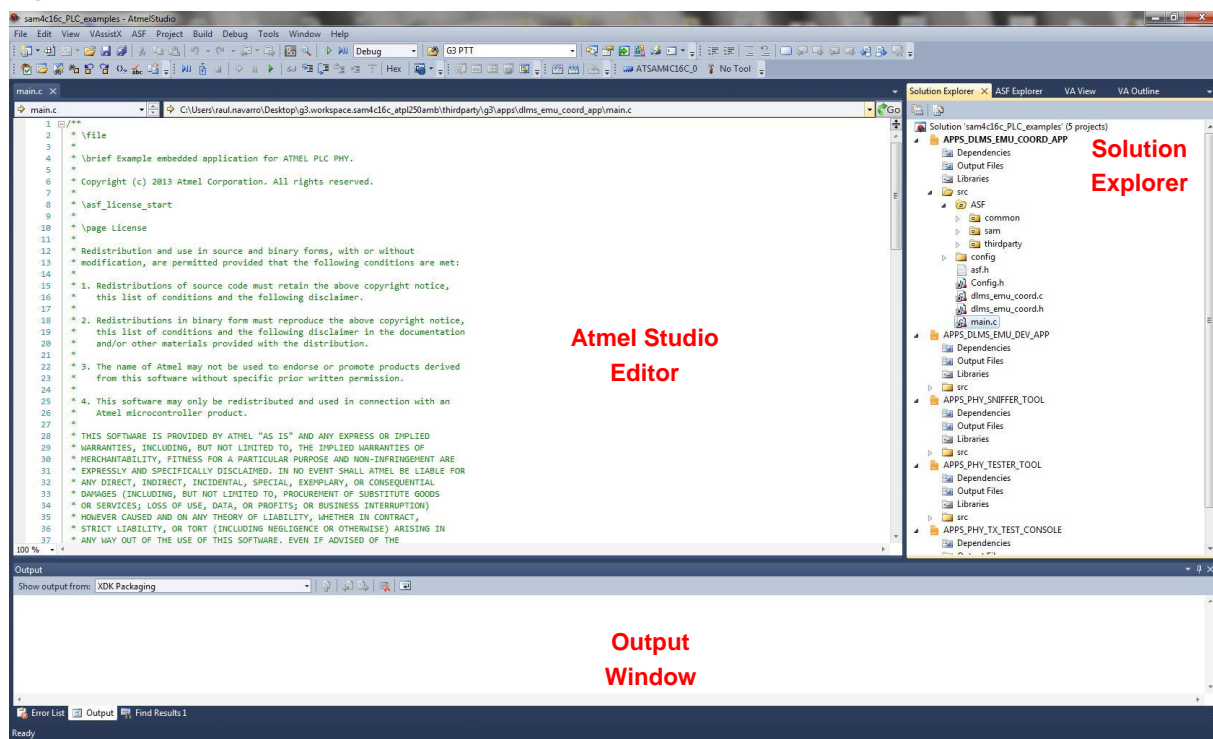 sam4c16c_PLC_examples - AtmelStudio
File Edit View VAssistX ASF Project Build Debug Tools Window Help
Debug G3 PTT
Hex ATSAM4C16C_0 No Tool
main.c
main.c C:\Users\raul.navarro\Desktop\g3.workspace.sam4c16c_atpl250amb\thirdparty\g3\apps\dlms_emu_coord_app\main.c Go
1 /**
2 * \file
3 *
4 * \brief Example embedded application for ATMEL PLC PHY.
5 *
6 * Copyright (c) 2013 Atmel Corporation. All rights reserved.
7 *
8 * \asf_license_start
9 *
10 * \page License
11 *
12 * Redistribution and use in source and binary forms, with or without
13 * modification, are permitted provided that the following conditions are met:
14 *
15 * 1. Redistributions of source code must retain the above copyright notice,
16 * this list of conditions and the following disclaimer.
17 *
18 * 2. Redistributions in binary form must reproduce the above copyright notice,
19 * this list of conditions and the following disclaimer in the documentation
20 * and/or other materials provided with the distribution.
21 *
22 * 3. The name of Atmel may not be used to endorse or promote products derived
23 * from this software without specific prior written permission.
24 *
25 * 4. This software may only be redistributed and used in connection with an
26 * Atmel microcontroller product.
27 *
28 * THIS SOFTWARE IS PROVIDED BY ATMEL "AS IS" AND ANY EXPRESS OR IMPLIED
29 * WARRANTIES, INCLUDING, BUT NOT LIMITED TO, THE IMPLIED WARRANTIES OF
30 * MERCHANTABILITY, FITNESS FOR A PARTICULAR PURPOSE AND NON-INFRINGEMENT ARE
31 * EXPRESSLY AND SPECIFICALLY DISCLAIMED. IN NO EVENT SHALL ATMEL BE LIABLE FOR
32 * ANY DIRECT, INDIRECT, INCIDENTAL, SPECIAL, EXEMPLARY, OR CONSEQUENTIAL
33 * DAMAGES (INCLUDING, BUT NOT LIMITED TO, PROCUREMENT OF SUBSTITUTE GOODS
34 * OR SERVICES; LOSS OF USE, DATA, OR PROFITS; OR BUSINESS INTERRUPTION)
35 * HOWEVER CAUSED AND ON ANY THEORY OF LIABILITY, WHETHER IN CONTRACT,
36 * STRICT LIABILITY, OR TORT (INCLUDING NEGLIGENCE OR OTHERWISE) ARISING IN
37 * ANY WAY OUT OF THE USE OF THIS SOFTWARE, EVEN IF ADVISED OF THE
100 %
Atmel Studio
Editor
Solution Explorer ASF Explorer VA View VA Outline
Solution 'sam4c16c_PLC_examples' (5 projects)
APPS_DLMS_EMU_COORD_APP
Dependencies
Output Files
Libraries
src
ASF
common
sam
thirdparty
config
asf.h
Config.h
dlms_emu_coord.c
dlms_emu_coord.h
main.c
APPS_DLMS_EMU_DEV_APP
Dependencies
Output Files
Libraries
src
APPS_PHY_SNIFFER_TOOL
Dependencies
Output Files
Libraries
src
APPS_PHY_TESTER_TOOL
Dependencies
Output Files
Libraries
src
APPS_PHY_TX_TEST_CONSOLE
Dependencies
Solution
Explorer
Output
Show output from: XDK Packaging
Output
Window
Error List Output Find Results 1
Ready